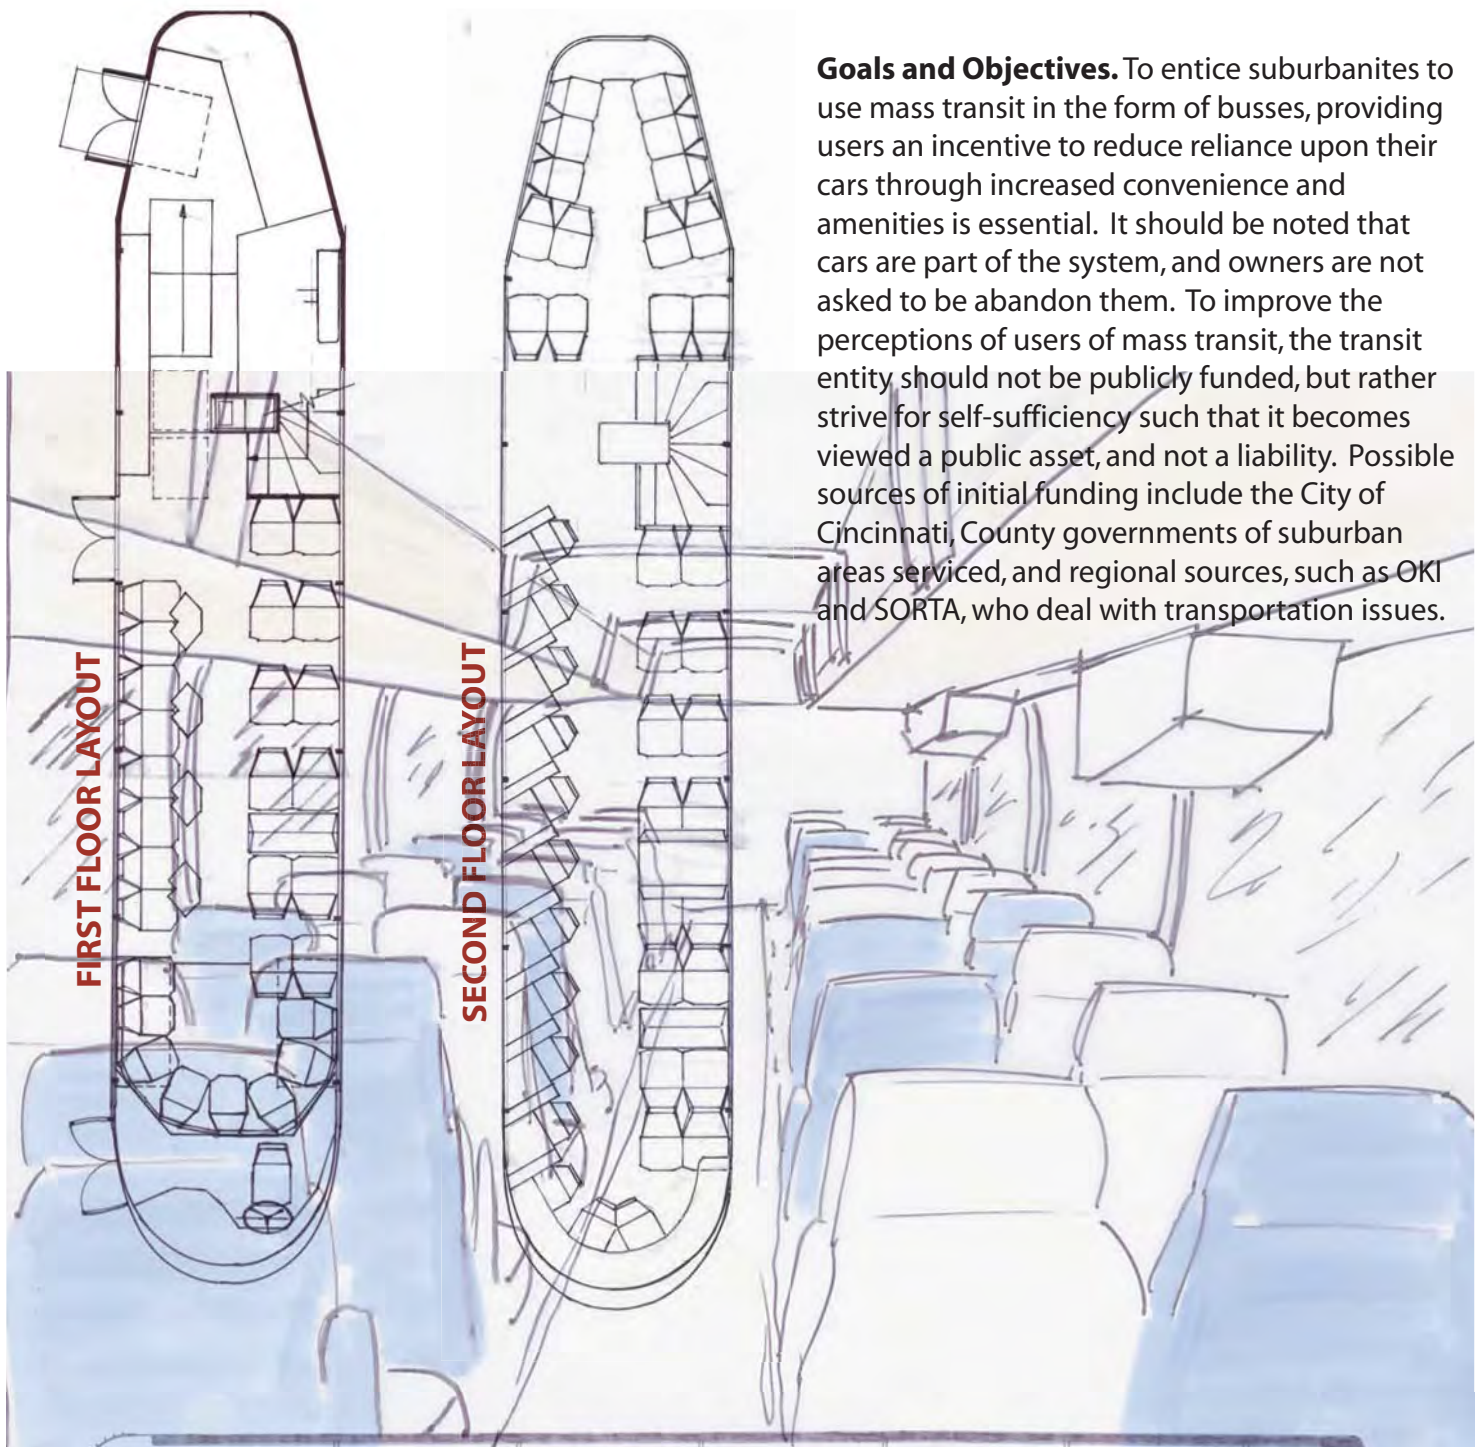 Goals and Objectives. To entice suburbanites to
use mass transit in the form of busses, providing
users an incentive to reduce reliance upon their
cars through increased convenience and
amenities is essential.  It should be noted that
cars are part of the system, and owners are not
asked to be abandon them.  To improve the
perceptions of users of mass transit, the transit
entity should not be publicly funded, but rather
strive for self-sufficiency such that it becomes
viewed a public asset, and not a liability.  Possible
sources of initial funding include the City of
Cincinnati, County governments of suburban
areas serviced, and regional sources, such as OKI
and SORTA, who deal with transportation issues.
FIRST FLOOR LAYOUT
SECOND FLOOR LAYOUT